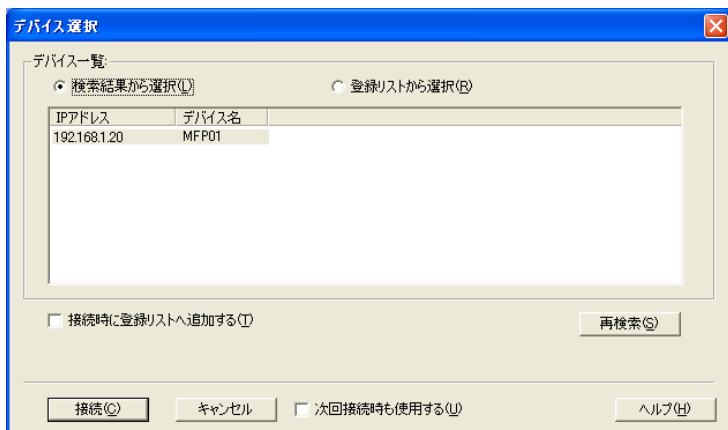 デバイス選択
デバイス一覧:
検索結果から選択(L) 登録リストから選択(R)
IPアドレス デバイス名
192.168.1.20 MFP01
接続時に登録リストへ追加する(T) 再検索(S)
接続(C) キャンセル 次回接続時も使用する(U) ヘルプ(H)